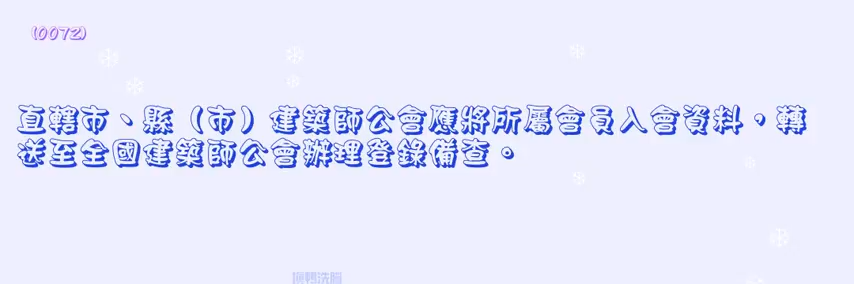 (0072)
直轄市、縣（市）建築師公會應將所屬會員入會資料，轉
送至全國建築師公會辦理登錄備查。